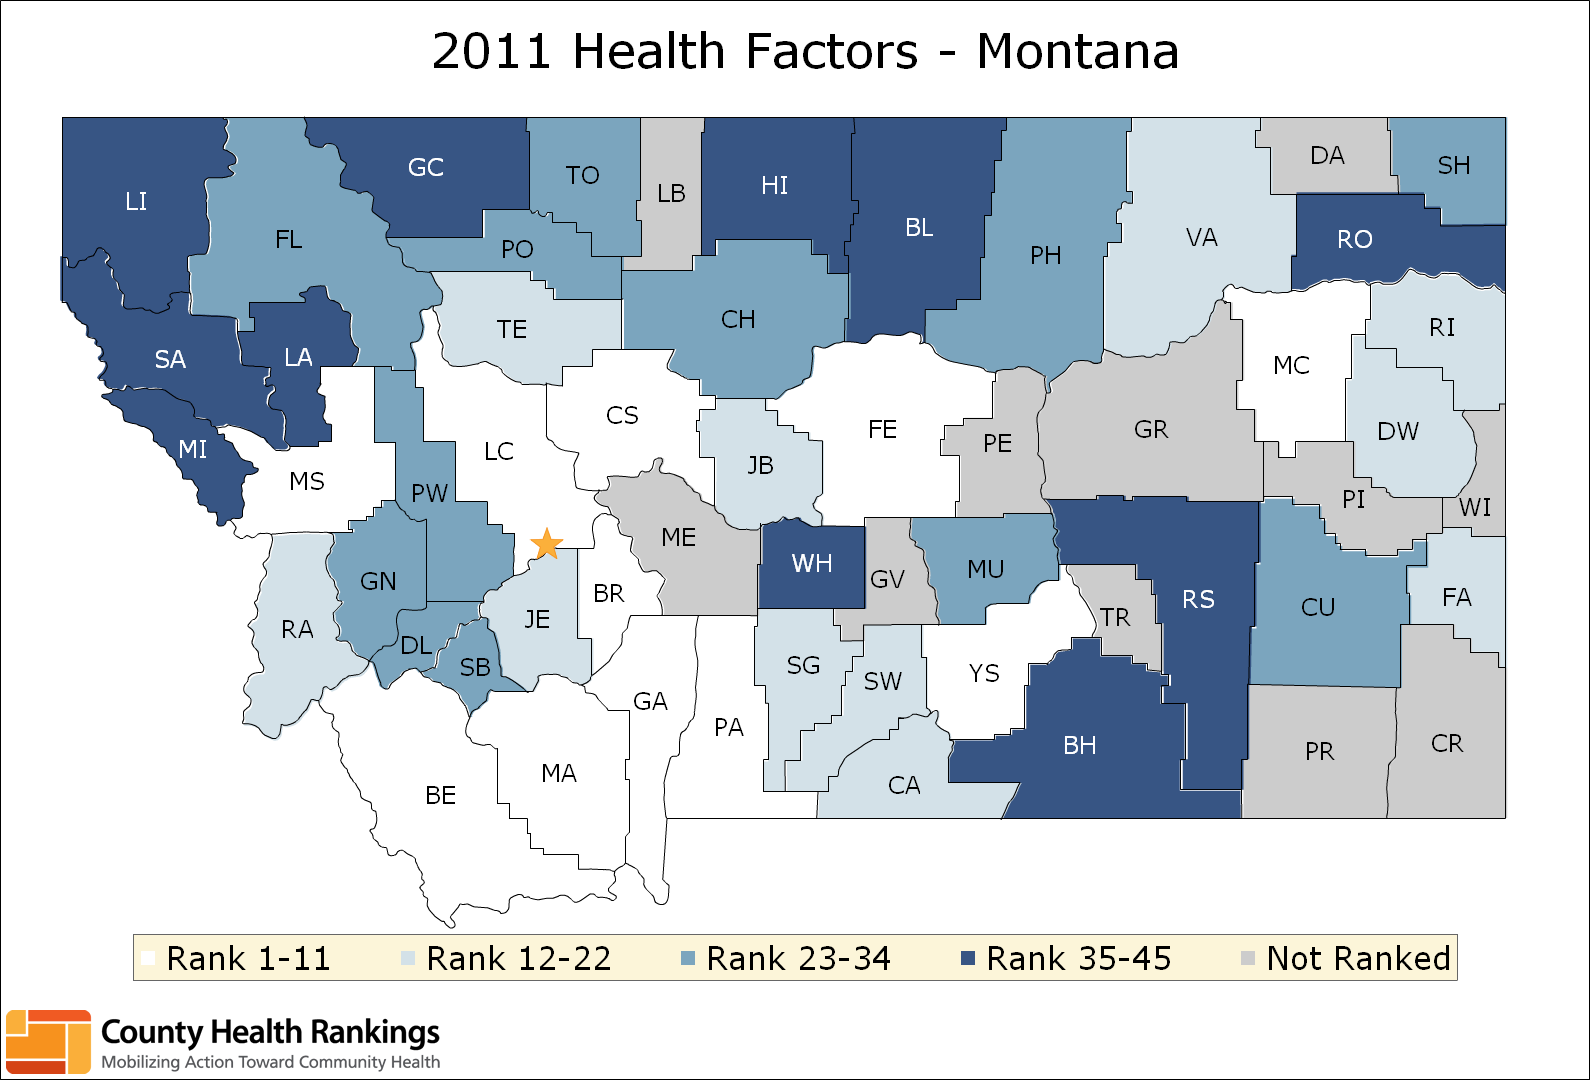 2011 Health Factors - Montana
LI
GC
TO
LB
HI
BL
PH
VA
DA
SH
FL
PO
RO
SA
LA
TE
CH
MC
RI
MI
MS
LC
CS
JB
FE
PE
GR
DW
PW
PI
WI
GN
ME
WH
GV
MU
RS
CU
FA
RA
DL
SB
JE
BR
TR
SG
SW
YS
BE
MA
GA
PA
CA
BH
PR
CR
Rank 1-11 Rank 12-22 Rank 23-34 Rank 35-45 Not Ranked
County Health Rankings
Mobilizing Action Toward Community Health